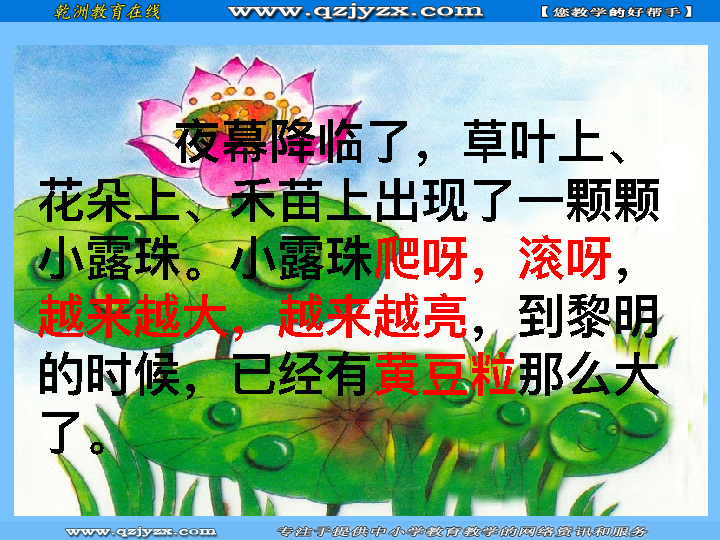 乾洲教育在线 www.qzjyzx.com 【您教学的好帮手】
夜幕降临了，草叶上、
花朵上、禾苗上出现了一颗颗
小露珠。小露珠爬呀，滚呀，
越来越大，越来越亮，到黎明
的时候，已经有黄豆粒那么大
了。
www.qzjyzx.com 专注于提供中小学教育教学的网络资讯和服务